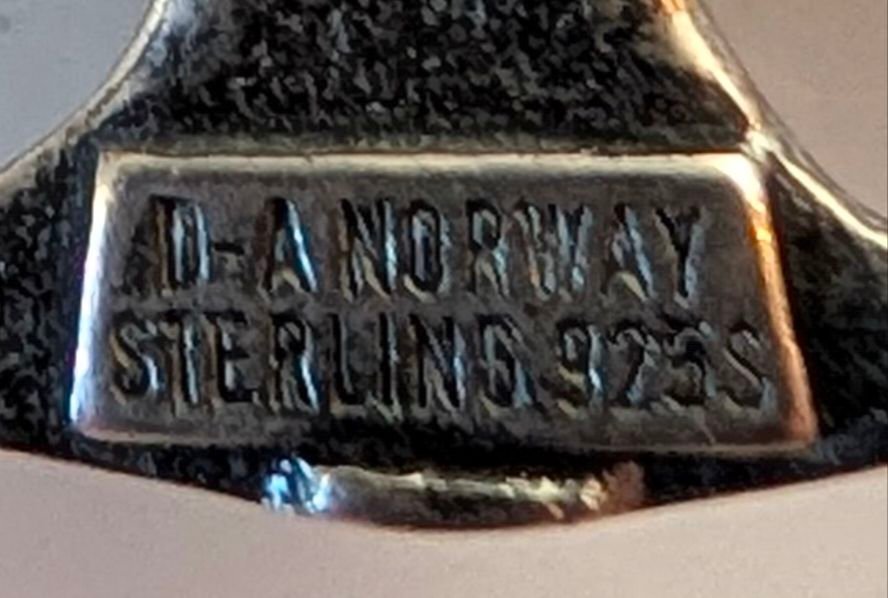 D-A NORWAY
STERLING 925S